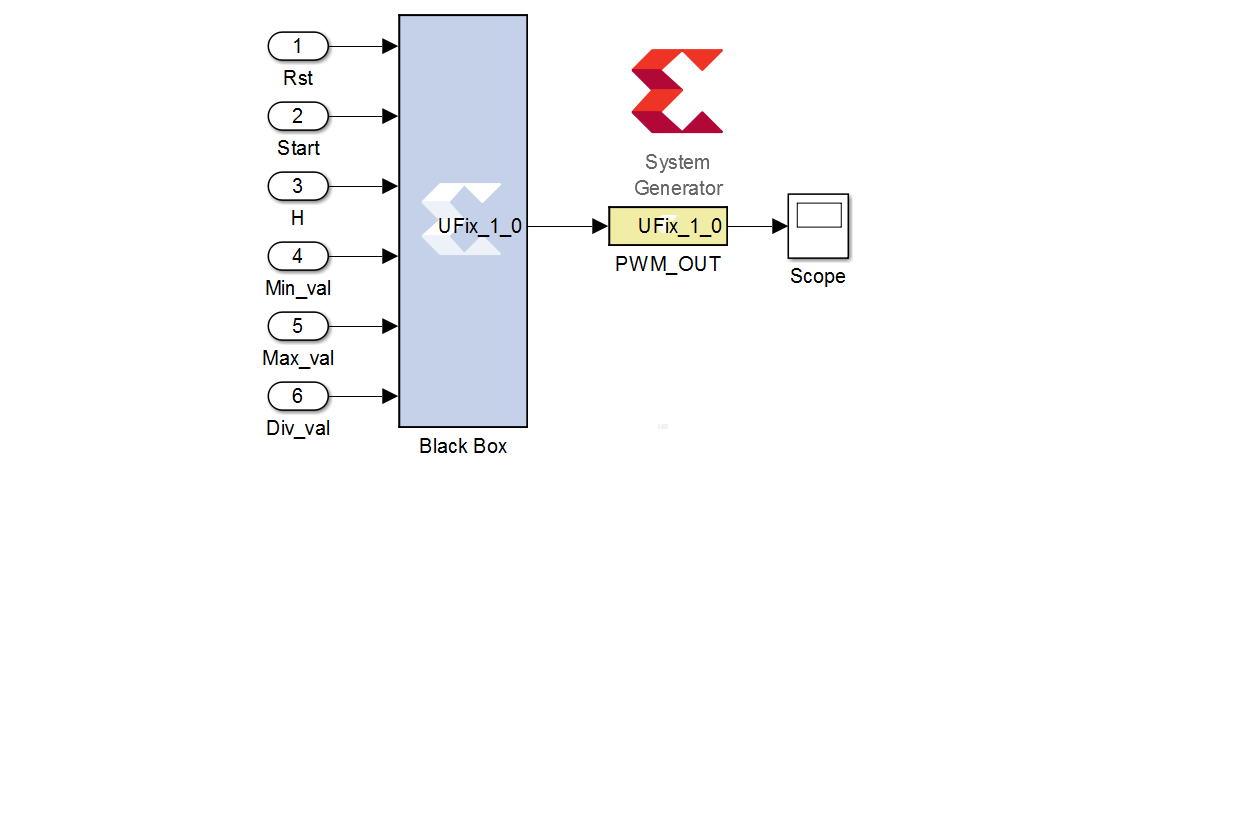 1
Rst
2
Start
3
H
4
Min_val
5
Max_val
6
Div_val
UFix_1_0
Black Box
System
Generator
UFix_1_0
PWM_OUT
Scope